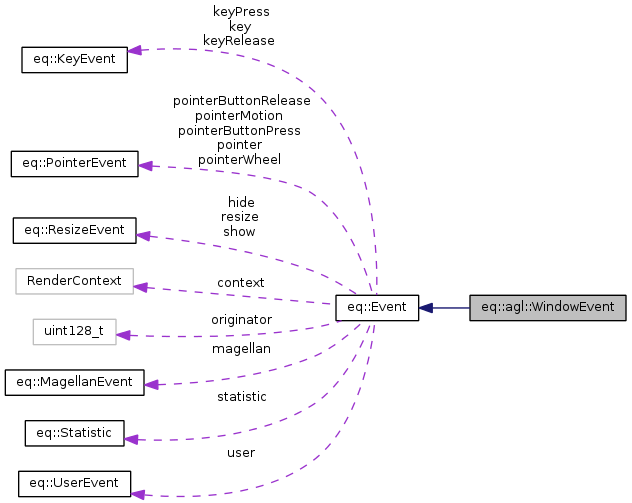 keyPress
key
keyRelease
eq::KeyEvent
pointerButtonRelease
pointerMotion
pointerButtonPress
pointer
pointerWheel
eq::PointerEvent
hide
resize
show
eq::ResizeEvent
context
RenderContext
eq::Event
eq::agl::WindowEvent
originator
uint128_t
magellan
eq::MagellanEvent
statistic
eq::Statistic
user
eq::UserEvent